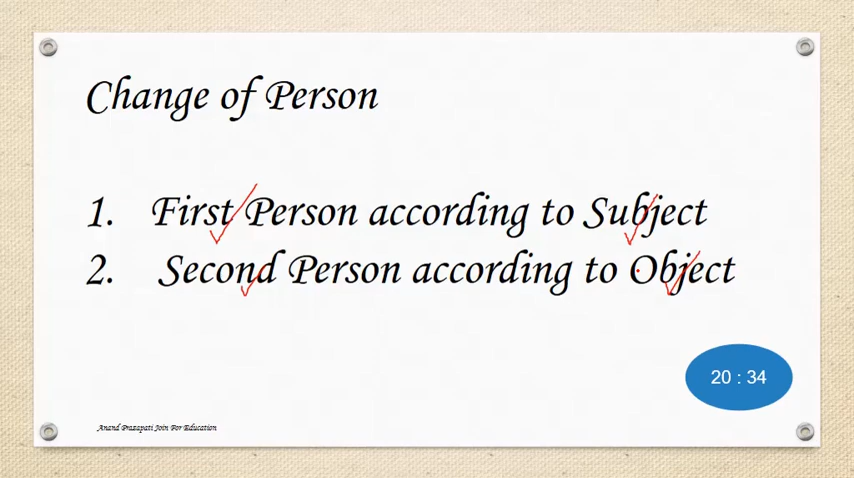 Change of Person
1. First Person according to Subject
2. Second Person according to Object
20 : 34
Anand Prazapati Join For Education